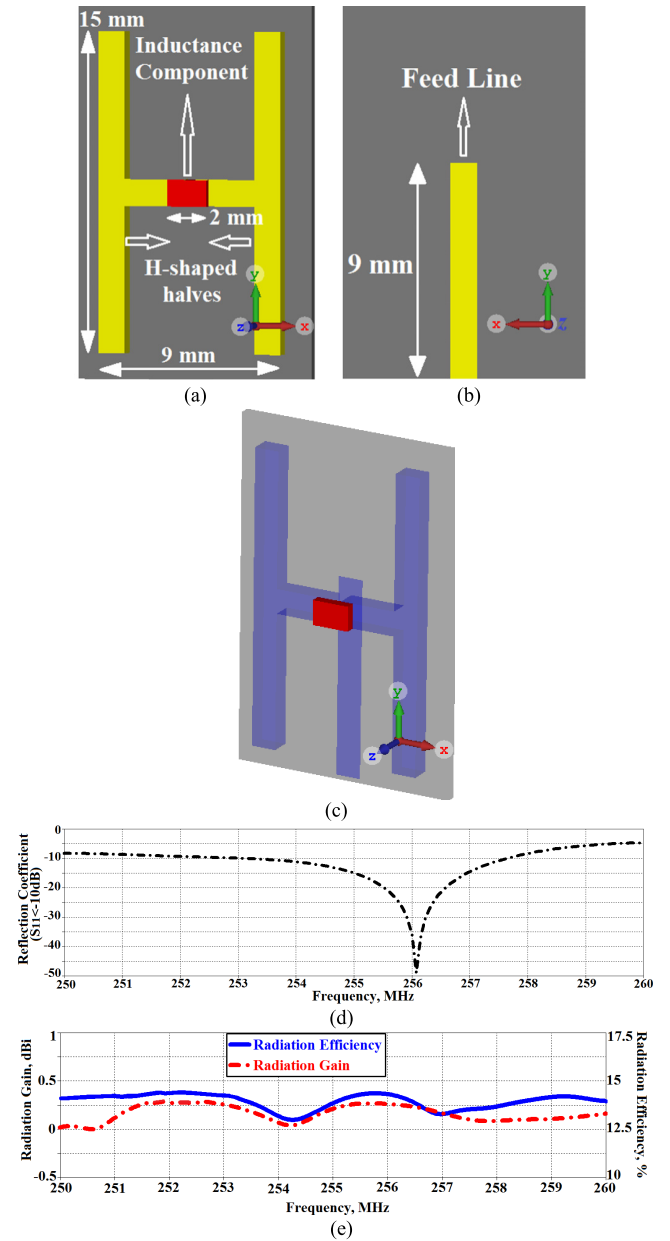 15 mm
Inductance
Component
2 mm
H-shaped
halves
y
z
x
9 mm
(a)
Feed Line
9 mm
y
x
z
(b)
y
x
z
(c)
Reflection Coefficient
(S11<-10dB)
0
-10
-20
-30
-40
-50
250 251 252 253 254 255 256 257 258 259 260
Frequency, MHz
(d)
Radiation Gain, dBi
1
0.5
0
-0.5
Radiation Efficiency
Radiation Gain
17.5
15
12.5
10
Radiation Efficiency, %
250 251 252 253 254 255 256 257 258 259 260
Frequency, MHz
(e)